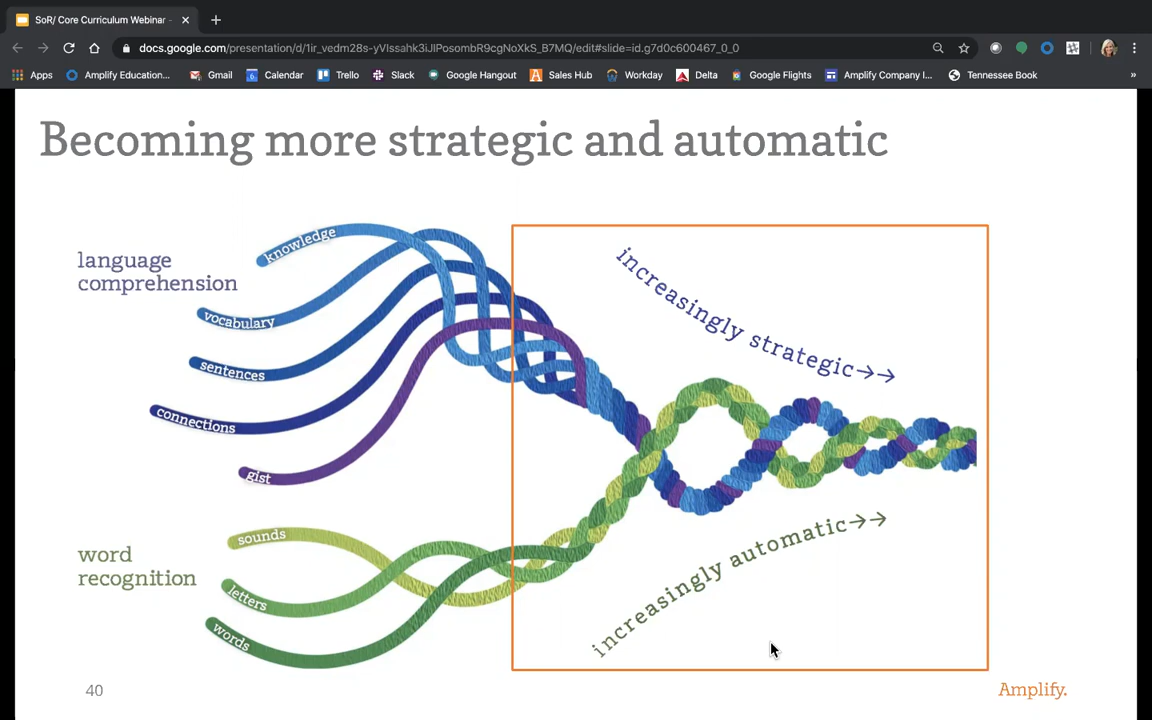 SoR/ Core Curriculum Webinar -
docs.google.com/presentation/d/1ir_vedm28s-yVIssahk3iJIPosombR9cgNoXkS_B7MQ/edit#slide=id.g7d0c600467_0_0
Apps Amplify Education... Gmail Calendar Trello Slack Google Hangout Sales Hub Workday Delta Google Flights Amplify Company I... Tennessee Book »
Becoming more strategic and automatic
language
comprehension
knowledge
vocabulary
sentences
connections
gist
increasingly strategic→→
word
recognition
sounds
letters
words
increasingly automatic→→
40
Amplify.